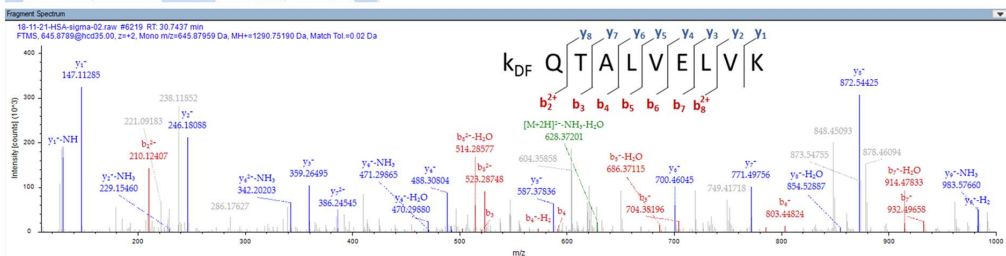 Fragment Spectrum
18-11-21-HSA-sigma-02.raw #6219 RT: 30.7437 min
FTMS, 645.8789@hcd35.00, z=+2, Mono m/z=645.87959 Da, MH+=1290.75190 Da, Match Tol.=0.02 Da
y8 y7 y6 y5 y4 y3 y2 y1
kDF Q T A L V E L V K
b2 2+ b3 b4 b5 b6 b7 b8 2+
Intensity [counts] (10^3)
400
300
200
100
0
y1+-NH
y1+
147.11285
y2+-NH3
229.15460
221.09183
b2 2+
210.12407
238.11852
y2+
246.18088
286.17627
y4 2+-NH3
342.20203
y3+
359.26495
y7 2+
386.24545
y4+-NH3
471.29865
y4+-H2O
470.29880
y4+
488.30804
514.28577
523.28748
b3
[M+2H]2+-NH3-H2O
628.37201
604.35858
y5+
587.37836
b4+-H2
b4
b5+-H2O
686.37115
b5+
704.38196
y6+
700.46045
749.41718
y7+
771.49756
b6+
803.44824
848.45093
y8+-H2O
854.52887
873.54755
y8+
872.54425
878.46094
b7+-H2O
914.47833
b7+
932.49658
y9+-NH3
983.57660
y9+-H2
200 300 400 500 600 700 800 900 1000
m/z